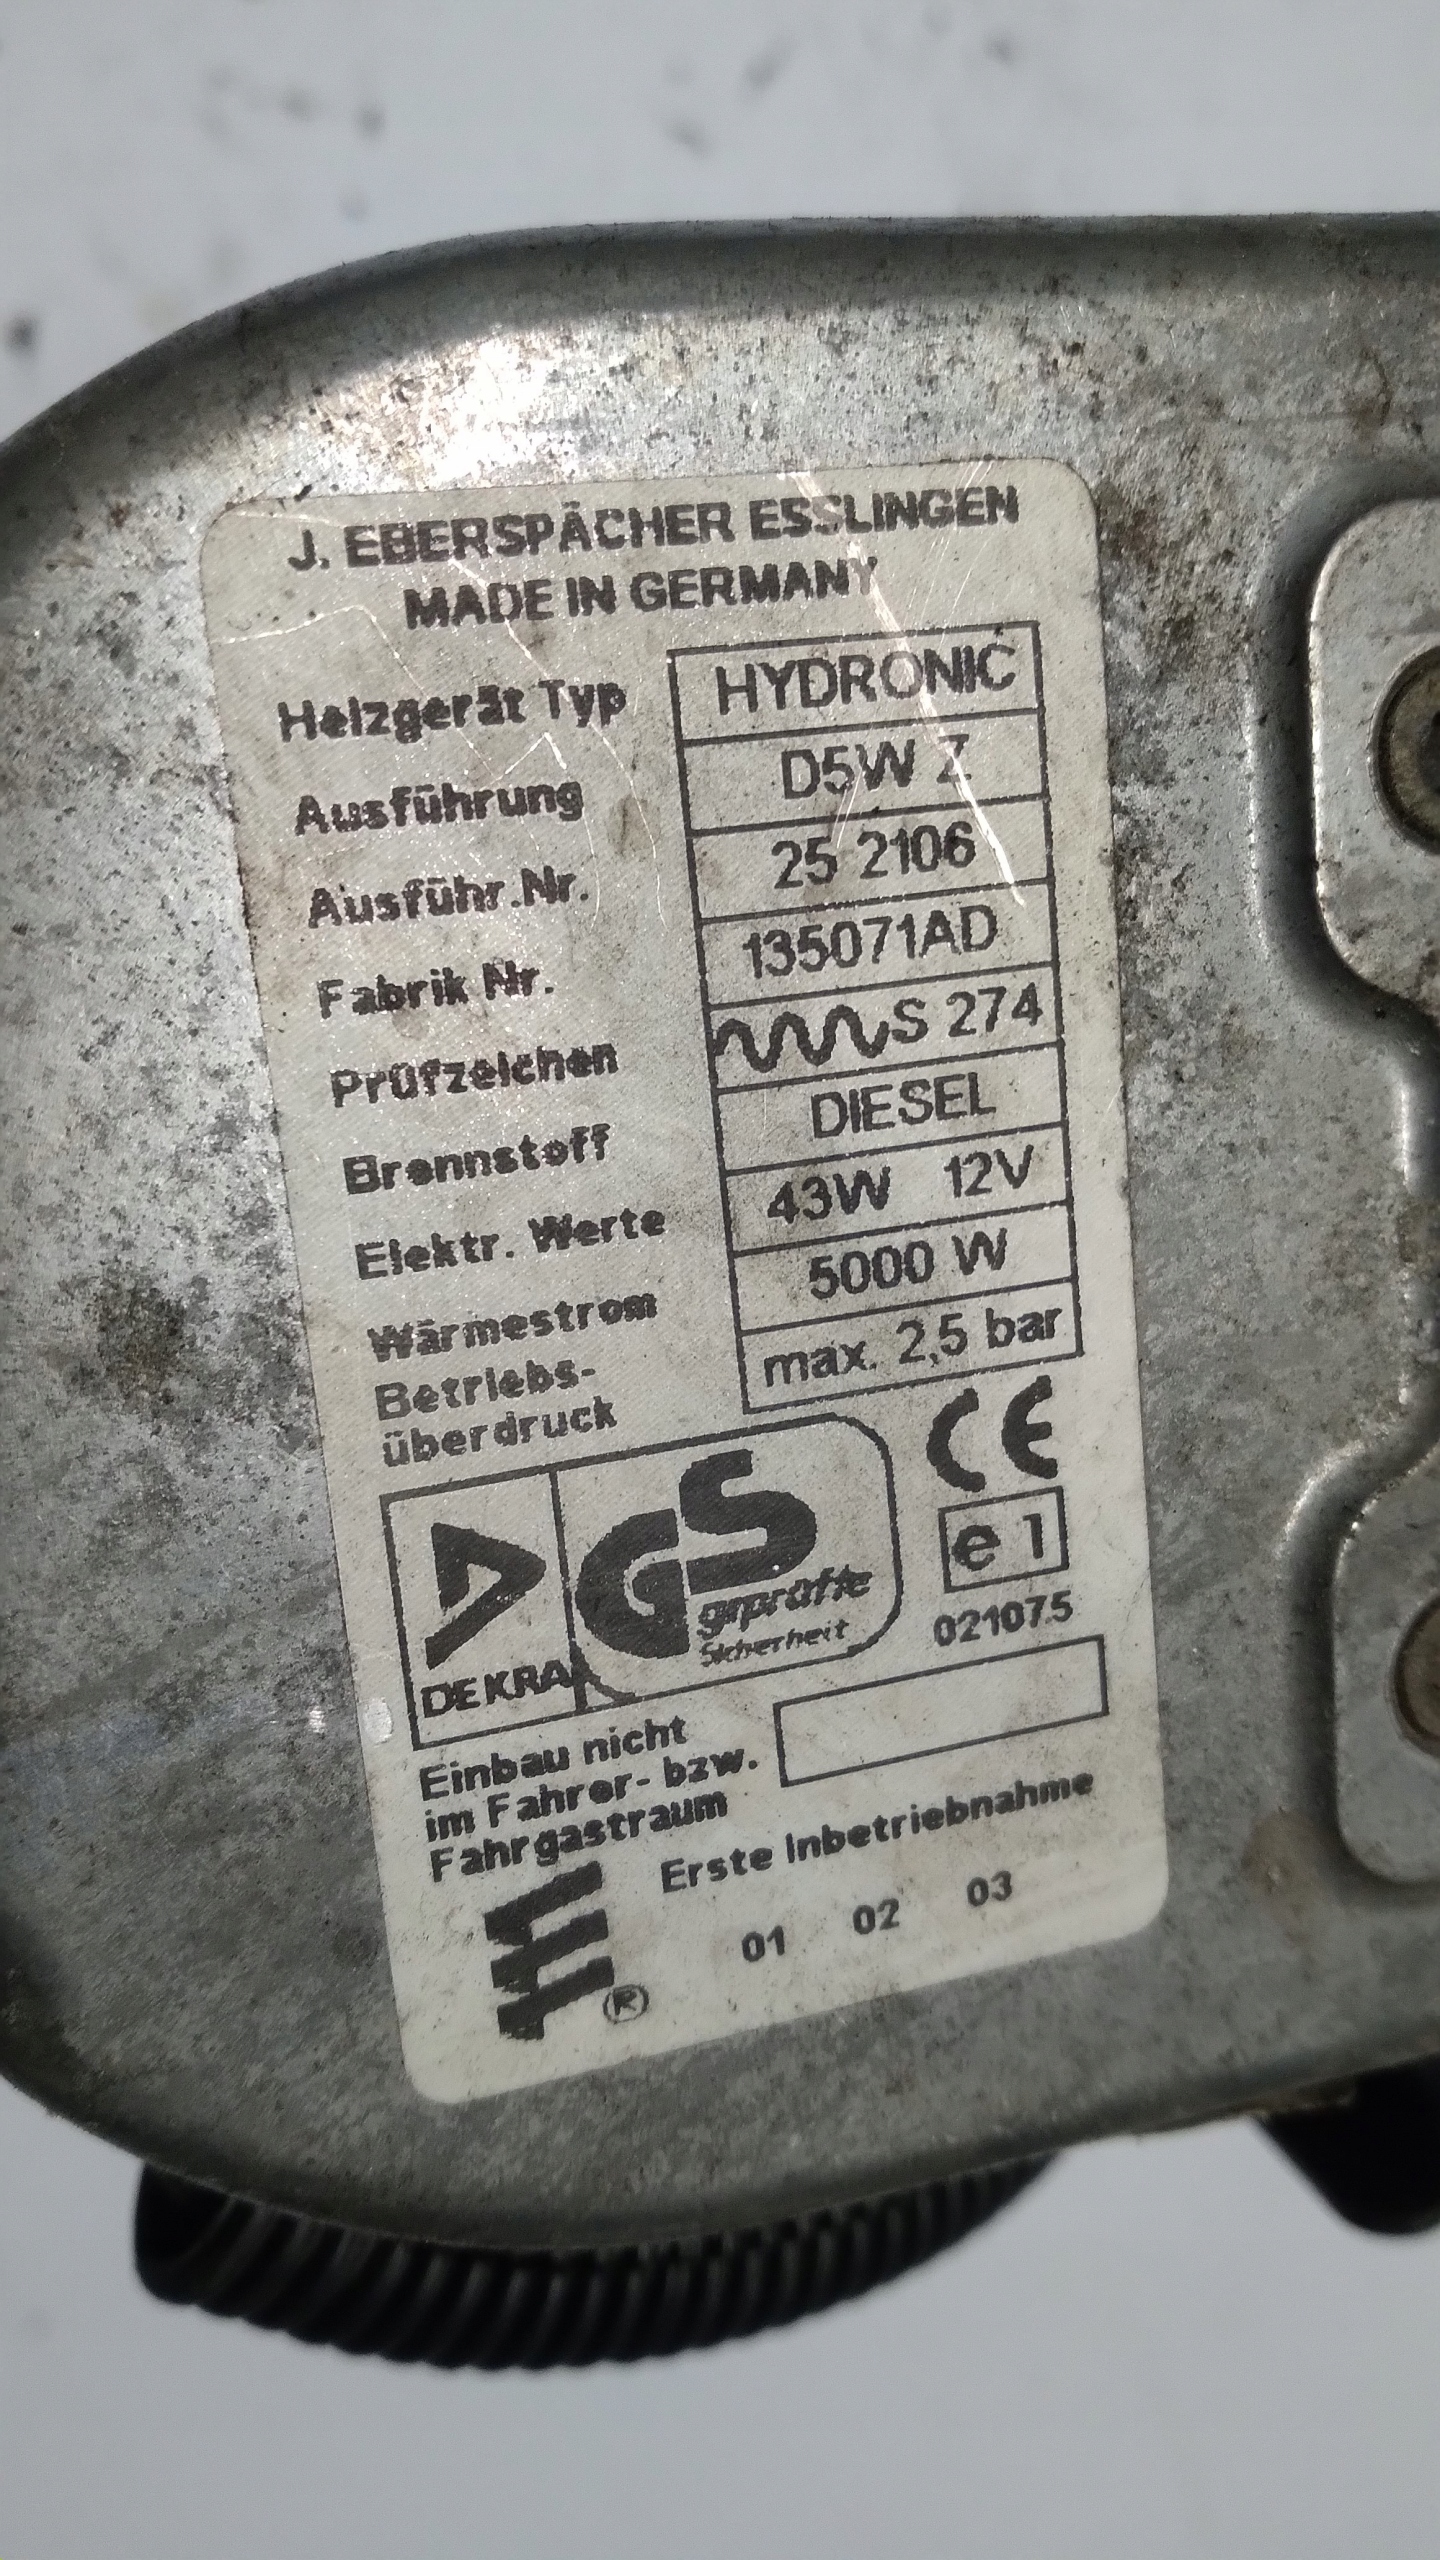 J. EBERSPÄCHER ESSLINGEN
MADE IN GERMANY
Heizgerät Typ HYDRONIC
Ausführung D5W Z
Ausführ.Nr. 25 2106
Fabrik Nr. 135071AD
Prüfzeichen S 274
Brennstoff DIESEL
Elektr. Werte 43W 12V
Wärmestrom 5000 W
Betriebs-
überdruck max. 2,5 bar
CE
DEKRA GS geprüfte
Sicherheit
e1
021075
Einbau nicht
im Fahrer- bzw.
Fahrgastraum
Erste Inbetriebnahme
01 02 03
®